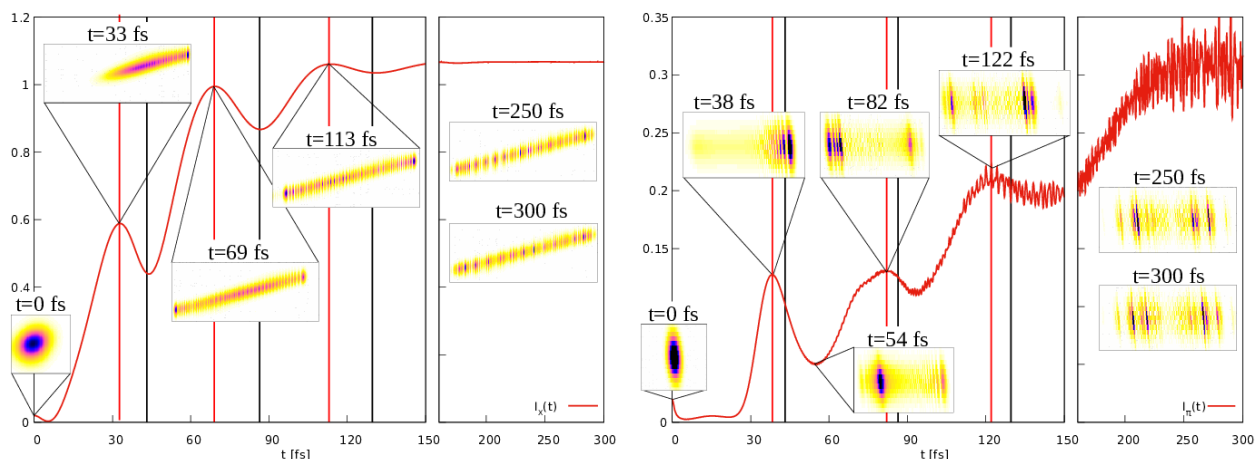 1.2
1
0.8
0.6
0.4
0.2
0
t=33 fs
t=113 fs
t=69 fs
t=0 fs
t=250 fs
t=300 fs
I_x(t)
0 30 60 90 120 150 200 250 300
t [fs]
0.35
0.3
0.25
0.2
0.15
0.1
0.05
0
t=122 fs
t=38 fs
t=82 fs
t=0 fs
t=54 fs
t=250 fs
t=300 fs
I_π(t)
0 30 60 90 120 150 200 250 300
t [fs]